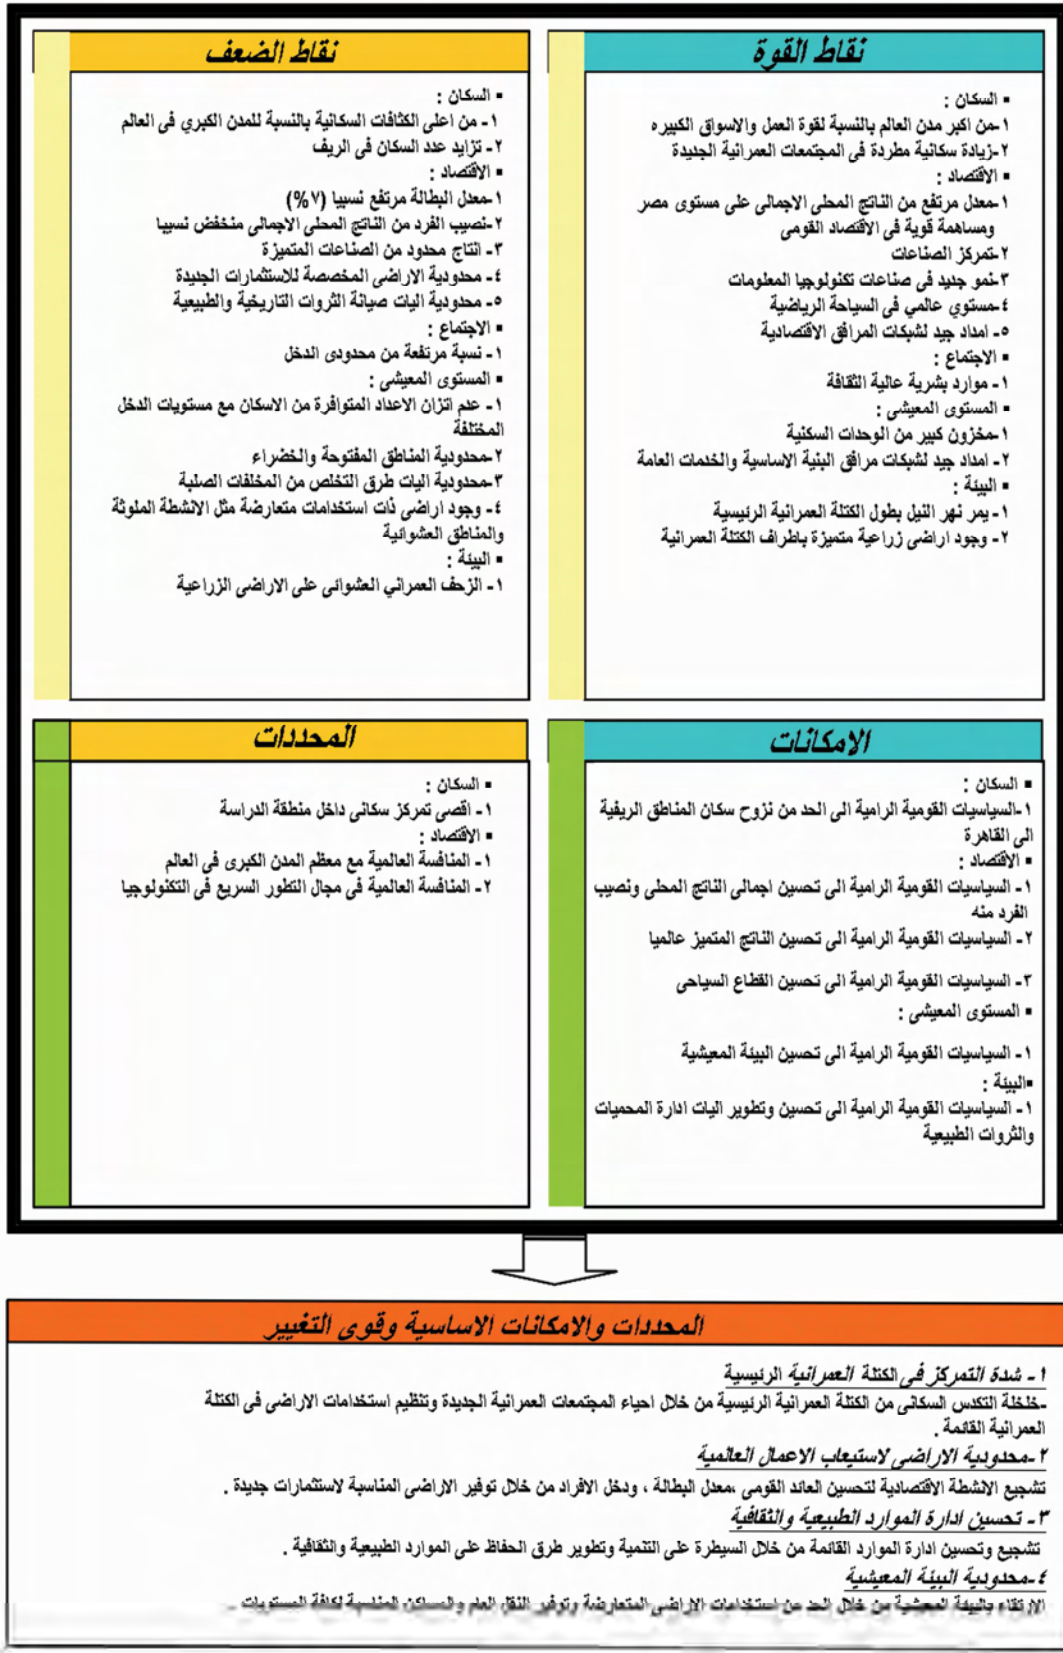 نقاط القوة
▪ السكان :
١-من اكبر مدن العالم بالنسبة لقوة العمل والاسواق الكبيره
٢-زيادة سكانية مطردة فى المجتمعات العمرانية الجديدة
▪ الاقتصاد :
١-معدل مرتفع من الناتج المحلى الاجمالى على مستوى مصر
ومساهمة قوية فى الاقتصاد القومى
٢-تمركز الصناعات
٣-نمو جديد فى صناعات تكنولوجيا المعلومات
٤-مستوي عالمي فى السياحة الرياضية
٥- امداد جيد لشبكات المرافق الاقتصادية
▪ الاجتماع :
١- موارد بشرية عالية الثقافة
▪ المستوى المعيشى :
١-مخزون كبير من الوحدات السكنية
٢- امداد جيد لشبكات مرافق البنية الاساسية والخدمات العامة
▪ البيئة :
١- يمر نهر النيل بطول الكتلة العمرانية الرئيسية
٢- وجود اراضى زراعية متميزة باطراف الكتلة العمرانية
نقاط الضعف
▪ السكان :
١- من اعلى الكثافات السكانية بالنسبة للمدن الكبري فى العالم
٢- تزايد عدد السكان فى الريف
▪ الاقتصاد :
١-معدل البطالة مرتفع نسبيا (٧%)
٢-نصيب الفرد من الناتج المحلى الاجمالى منخفض نسبيا
٣- انتاج محدود من الصناعات المتميزة
٤- محدودية الاراضى المخصصة للاستثمارات الجديدة
٥- محدودية اليات صيانة الثروات التاريخية والطبيعية
▪ الاجتماع :
١- نسبة مرتفعة من محدودى الدخل
▪ المستوى المعيشى :
١- عدم اتزان الاعداد المتوافرة من الاسكان مع مستويات الدخل
المختلفة
٢-محدودية المناطق المفتوحة والخضراء
٣-محدودية اليات طرق التخلص من المخلفات الصلبة
٤- وجود اراضى ذات استخدامات متعارضة مثل الانشطة الملوثة
والمناطق العشوائية
▪ البيئة :
١- الزحف العمراني العشوائى على الاراضى الزراعية
الامكانات
▪ السكان :
١-السياسيات القومية الرامية الى الحد من نزوح سكان المناطق الريفية
الى القاهرة
▪ الاقتصاد :
١- السياسيات القومية الرامية الى تحسين اجمالى الناتج المحلى ونصيب
الفرد منه
٢- السياسيات القومية الرامية الى تحسين الناتج المتميز عالميا
٣- السياسيات القومية الرامية الى تحسين القطاع السياحى
▪ المستوى المعيشى :
١- السياسيات القومية الرامية الى تحسين البيئة المعيشية
▪البيئة :
١- السياسيات القومية الرامية الى تحسين وتطوير اليات ادارة المحميات
والثروات الطبيعية
المحددات
▪ السكان :
١- اقصى تمركز سكانى داخل منطقة الدراسة
▪ الاقتصاد :
١- المنافسة العالمية مع معظم المدن الكبرى فى العالم
٢- المنافسة العالمية فى مجال التطور السريع فى التكنولوجيا
المحددات والامكانات الاساسية وقوى التغيير
١- شدة التمركز فى الكتلة العمرانية الرئيسية
-خلخلة التكدس السكانى من الكتلة العمرانية الرئيسية من خلال احياء المجتمعات العمرانية الجديدة وتنظيم استخدامات الاراضى فى الكتلة
العمرانية القائمة .
٢-محدودية الاراضى لاستيعاب الاعمال العالمية
تشجيع الانشطة الاقتصادية لتحسين العائد القومى ،معدل البطالة ، ودخل الافراد من خلال توفير الاراضى المناسبة لاستثمارات جديدة .
٣- تحسين ادارة الموارد الطبيعية والثقافية
تشجيع وتحسين ادارة الموارد القائمة من خلال السيطرة على التنمية وتطوير طرق الحفاظ على الموارد الطبيعية والثقافية .
٤-محدودية البيئة المعيشية
الارتقاء بالبيئة المعيشية من خلال الحد من استخدامات الاراضى المتعارضة وتوفير النقل العام والمساكن المناسبة لكافة المستويات .